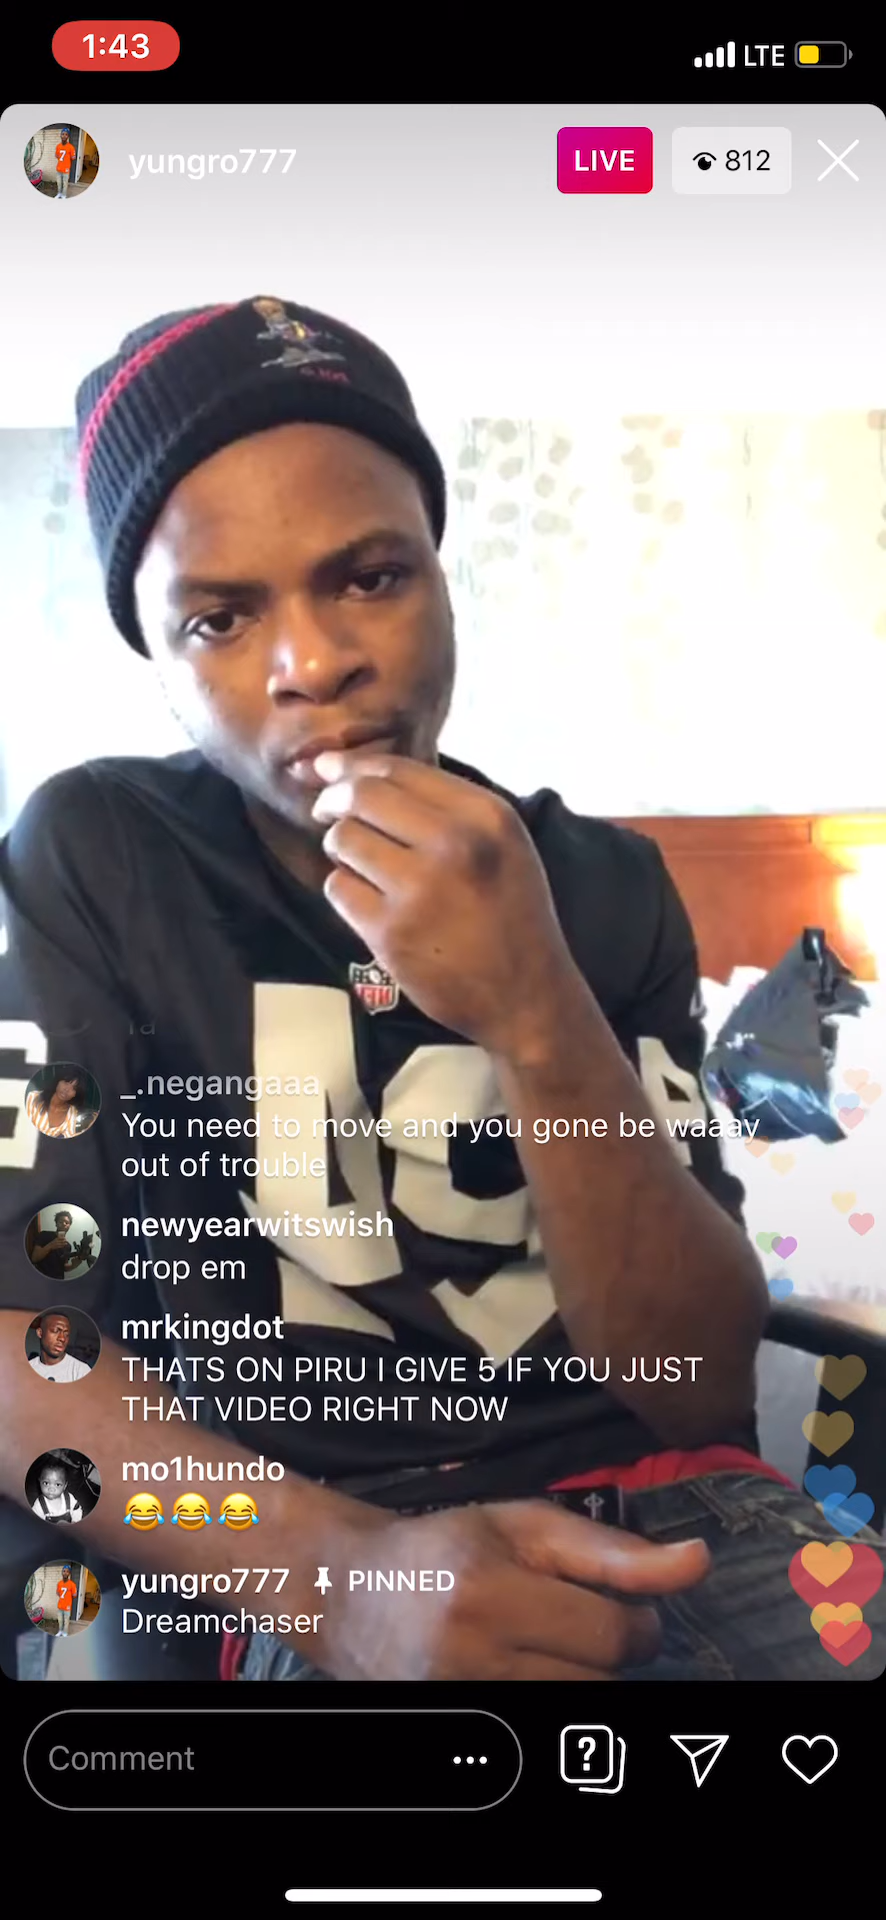 1:43
LTE
yungro777
LIVE
812
NFL
_.negangaaa
You need to move and you gone be waaay
out of trouble
newyearwitswish
drop em
mrkingdot
THATS ON PIRU I GIVE 5 IF YOU JUST
THAT VIDEO RIGHT NOW
mo1hundo
😂😂😂
yungro777 PINNED
Dreamchaser
Comment